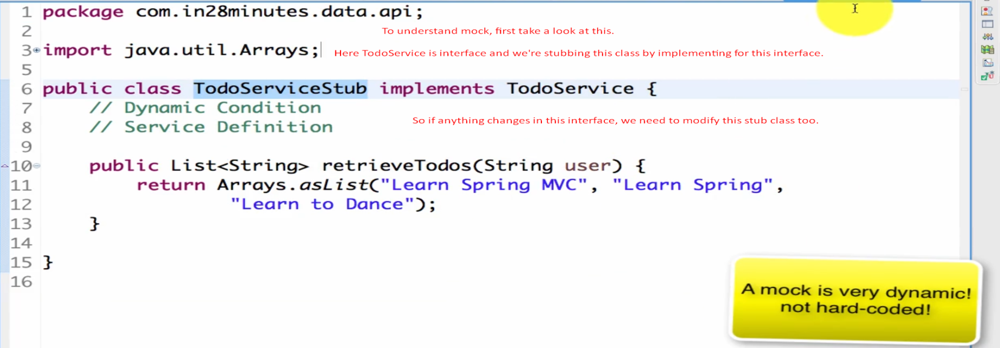 1 package com.in28minutes.data.api;
2 To understand mock, first take a look at this.
3 import java.util.Arrays; Here TodoService is interface and we're stubbing this class by implementing for this interface.
5
6 public class TodoServiceStub implements TodoService {
7 // Dynamic Condition
8 // Service Definition So if anything changes in this interface, we need to modify this stub class too.
9
10 public List<String> retrieveTodos(String user) {
11 return Arrays.asList("Learn Spring MVC", "Learn Spring",
12 "Learn to Dance");
13 }
14
15 }
16
A mock is very dynamic!
not hard-coded!